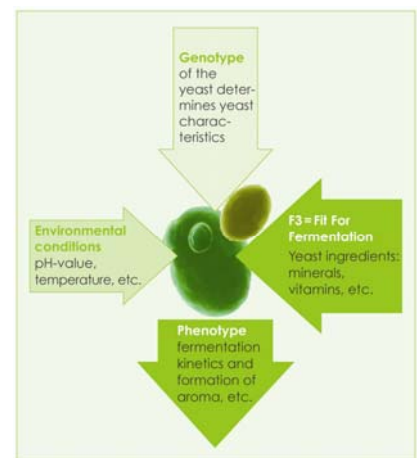 Genotype
of the
yeast deter-
mines yeast
charac-
teristics
Environmental
conditions
pH-value,
temperature, etc.
F3=Fit For
Fermentation
Yeast ingredients:
minerals,
vitamins, etc.
Phenotype
fermentation
kinetics and
formation of
aroma, etc.